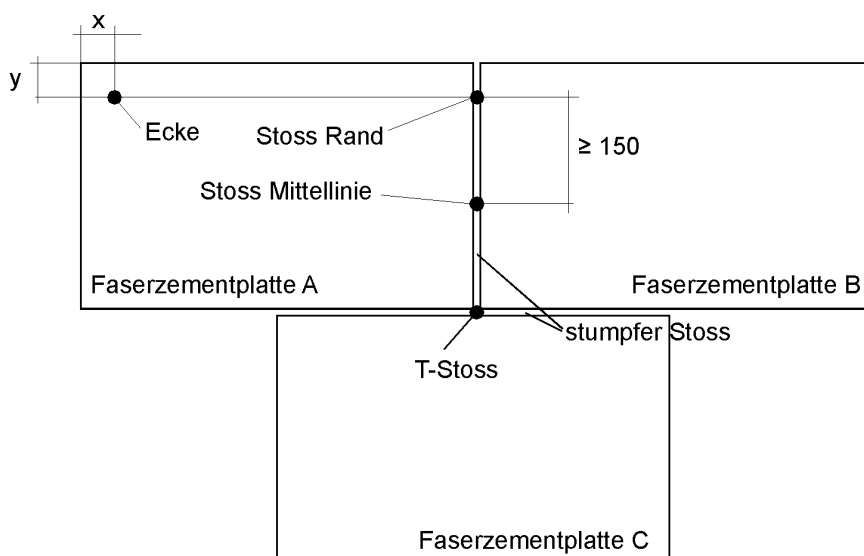 x
y
Ecke
Stoss Rand
≥ 150
Stoss Mittellinie
Faserzementplatte A
Faserzementplatte B
stumpfer Stoss
T-Stoss
Faserzementplatte C